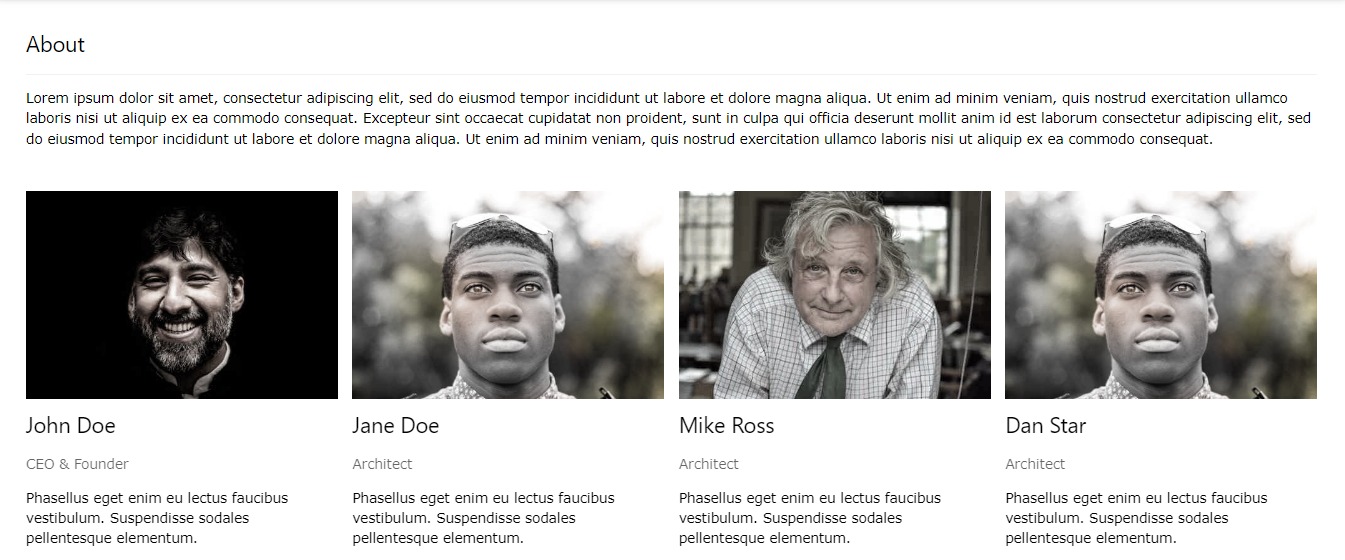 About
Lorem ipsum dolor sit amet, consectetur adipiscing elit, sed do eiusmod tempor incididunt ut labore et dolore magna aliqua. Ut enim ad minim veniam, quis nostrud exercitation ullamco
laboris nisi ut aliquip ex ea commodo consequat. Excepteur sint occaecat cupidatat non proident, sunt in culpa qui officia deserunt mollit anim id est laborum consectetur adipiscing elit, sed
do eiusmod tempor incididunt ut labore et dolore magna aliqua. Ut enim ad minim veniam, quis nostrud exercitation ullamco laboris nisi ut aliquip ex ea commodo consequat.
John Doe
CEO & Founder
Phasellus eget enim eu lectus faucibus
vestibulum. Suspendisse sodales
pellentesque elementum.
Jane Doe
Architect
Phasellus eget enim eu lectus faucibus
vestibulum. Suspendisse sodales
pellentesque elementum.
Mike Ross
Architect
Phasellus eget enim eu lectus faucibus
vestibulum. Suspendisse sodales
pellentesque elementum.
Dan Star
Architect
Phasellus eget enim eu lectus faucibus
vestibulum. Suspendisse sodales
pellentesque elementum.